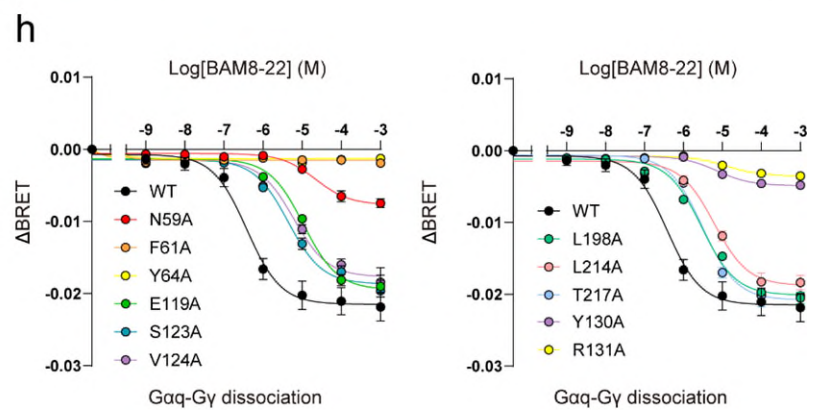 h
Log[BAM8-22] (M)
0.01
0.00
-0.01
-0.02
-0.03
ΔBRET
-9 -8 -7 -6 -5 -4 -3
WT
N59A
F61A
Y64A
E119A
S123A
V124A
Gαq-Gγ dissociation
Log[BAM8-22] (M)
0.01
0.00
-0.01
-0.02
-0.03
ΔBRET
-9 -8 -7 -6 -5 -4 -3
WT
L198A
L214A
T217A
Y130A
R131A
Gαq-Gγ dissociation